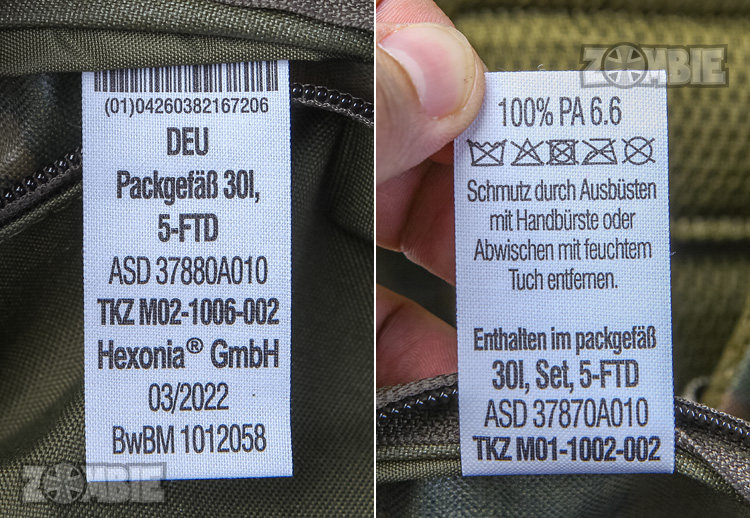 (01)04260382167206
DEU
Packgefäß 30l,
5-FTD
ASD 37880A010
TKZ M02-1006-002
Hexonia® GmbH
03/2022
BwBM 1012058
ZOMBIE
ZOMBIE
100% PA 6.6
Schmutz durch Ausbüsten
mit Handbürste oder
Abwischen mit feuchtem
Tuch entfernen.
Enthalten im packgefäß
30l, Set, 5-FTD
ASD 37870A010
TKZ M01-1002-002